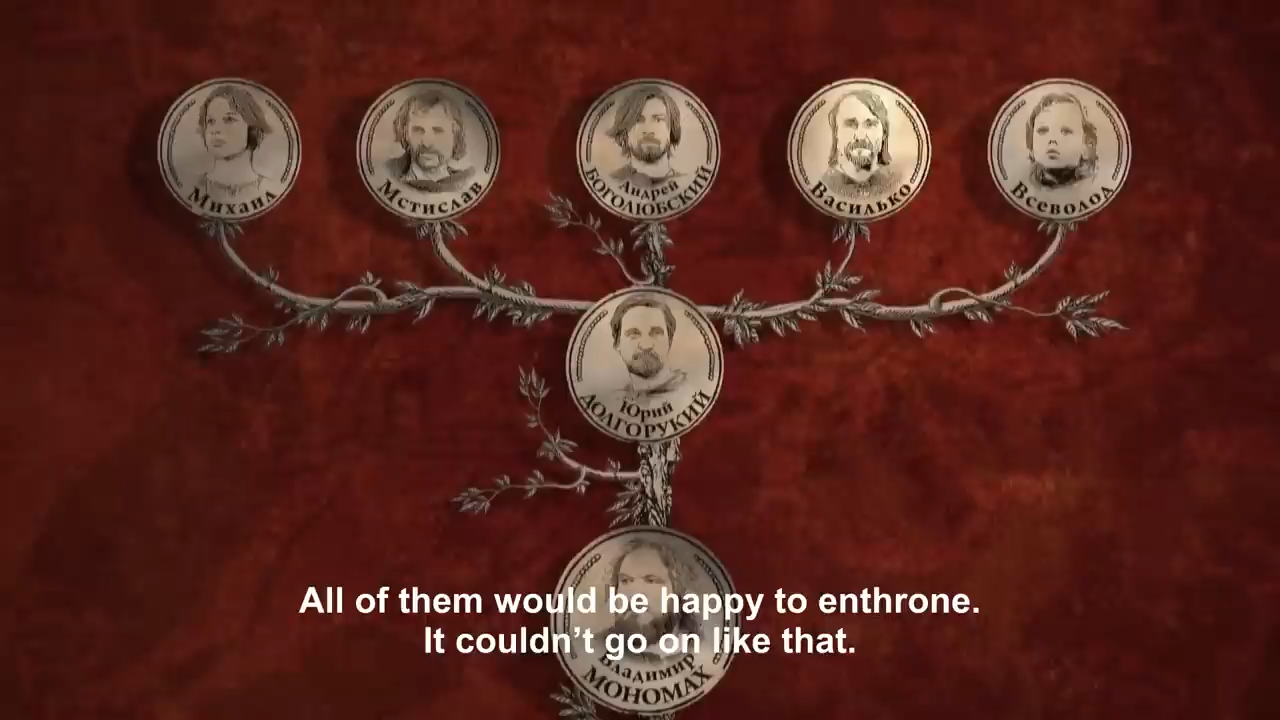 Михаил
Мстислав
Андрей
БОГОЛЮБСКИЙ
Василько
Всеволод
Юрий
ДОЛГОРУКИЙ
All of them would be happy to enthrone.
It couldn’t go on like that.
Владимир
МОНОМАХ